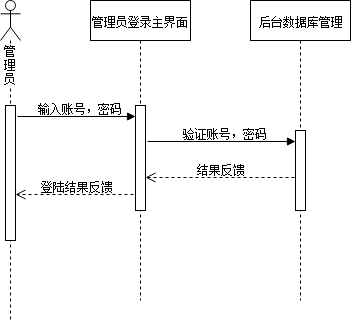 管理员登录主界面
后台数据库管理
管理员
输入账号，密码
验证账号，密码
结果反馈
登陆结果反馈